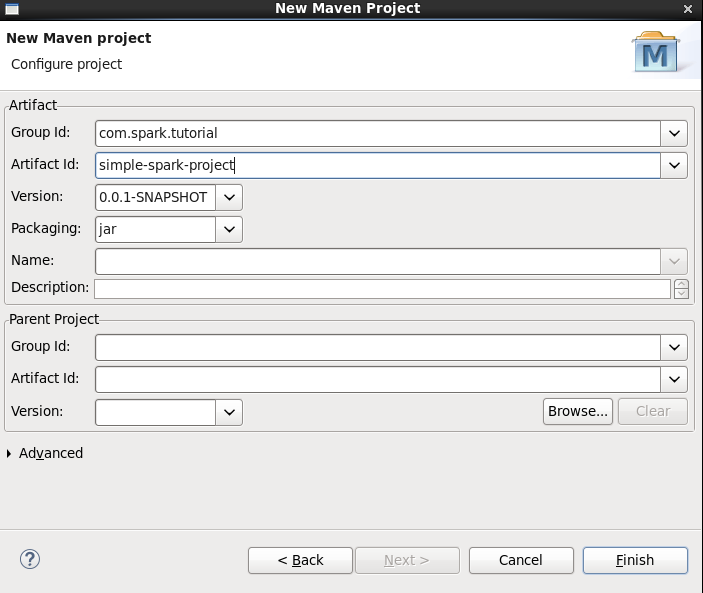 New Maven Project
New Maven project
Configure project
M
Artifact
Group Id: com.spark.tutorial
Artifact Id: simple-spark-project
Version: 0.0.1-SNAPSHOT
Packaging: jar
Name:
Description:
Parent Project
Group Id:
Artifact Id:
Version: Browse... Clear
Advanced
? < Back Next > Cancel Finish